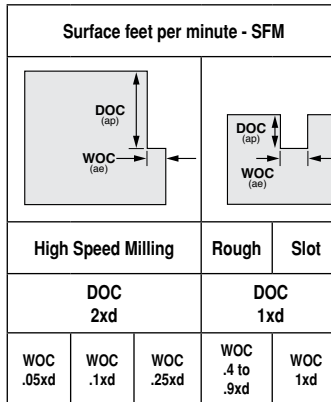 Surface feet per minute - SFM
DOC
(ap)
WOC
(ae)
DOC
(ap)
WOC
(ae)
High Speed Milling
Rough
Slot
DOC
2xd
DOC
1xd
WOC
.05xd
WOC
.1xd
WOC
.25xd
WOC
.4 to
.9xd
WOC
1xd